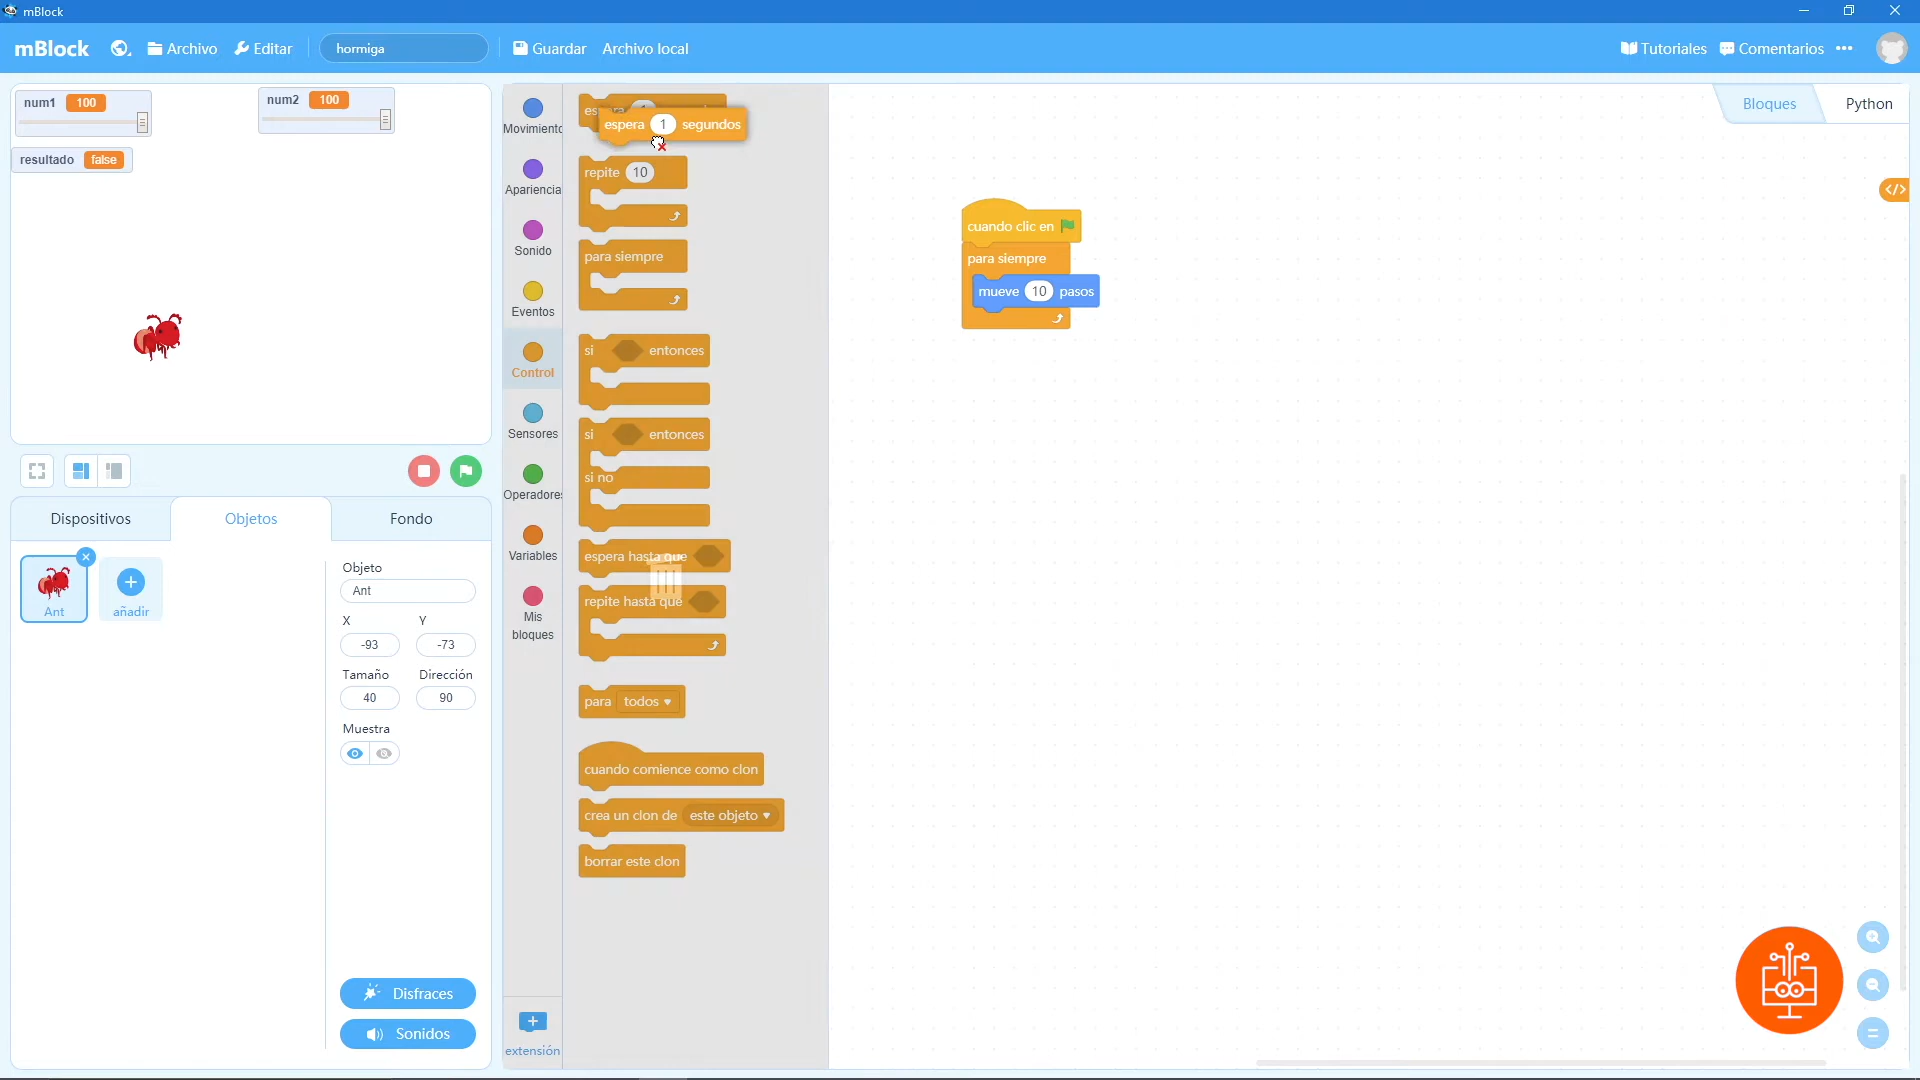 mBlock
mBlock Archivo Editar hormiga Guardar Archivo local Tutoriales Comentarios
num1 100
num2 100
resultado false
Movimiento
Apariencia
Sonido
Eventos
Control
Sensores
Operadores
Variables
Mis
bloques
extensión
espera 1 segundos
repite 10
para siempre
si entonces
si entonces
si no
espera hasta que
repite hasta que
para todos
cuando comience como clon
crea un clon de este objeto
borrar este clon
Bloques Python
cuando clic en
para siempre
mueve 10 pasos
Dispositivos Objetos Fondo
Ant
añadir
Objeto
Ant
X Y
-93 -73
Tamaño Dirección
40 90
Muestra
Disfraces
Sonidos